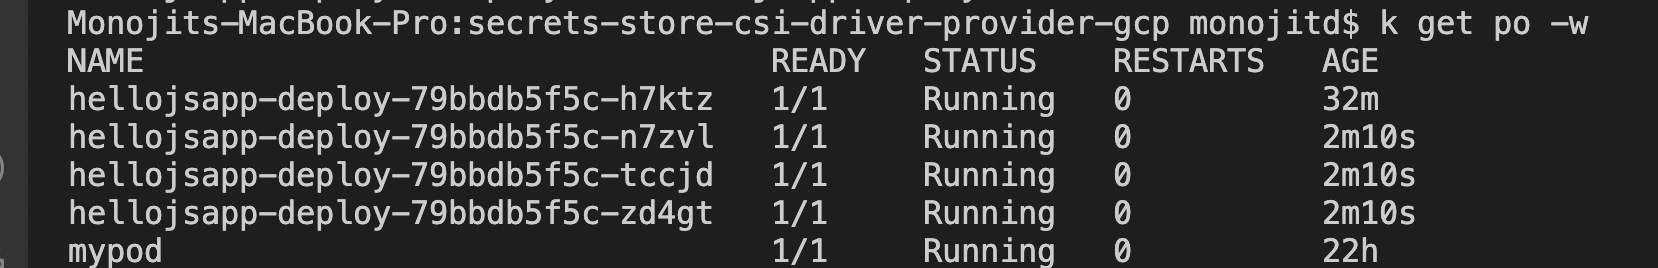 Monojits-MacBook-Pro:secrets-store-csi-driver-provider-gcp monojitd$ k get po -w
NAME READY STATUS RESTARTS AGE
hellojsapp-deploy-79bbdb5f5c-h7ktz 1/1 Running 0 32m
hellojsapp-deploy-79bbdb5f5c-n7zvl 1/1 Running 0 2m10s
hellojsapp-deploy-79bbdb5f5c-tccjd 1/1 Running 0 2m10s
hellojsapp-deploy-79bbdb5f5c-zd4gt 1/1 Running 0 2m10s
mypod 1/1 Running 0 22h